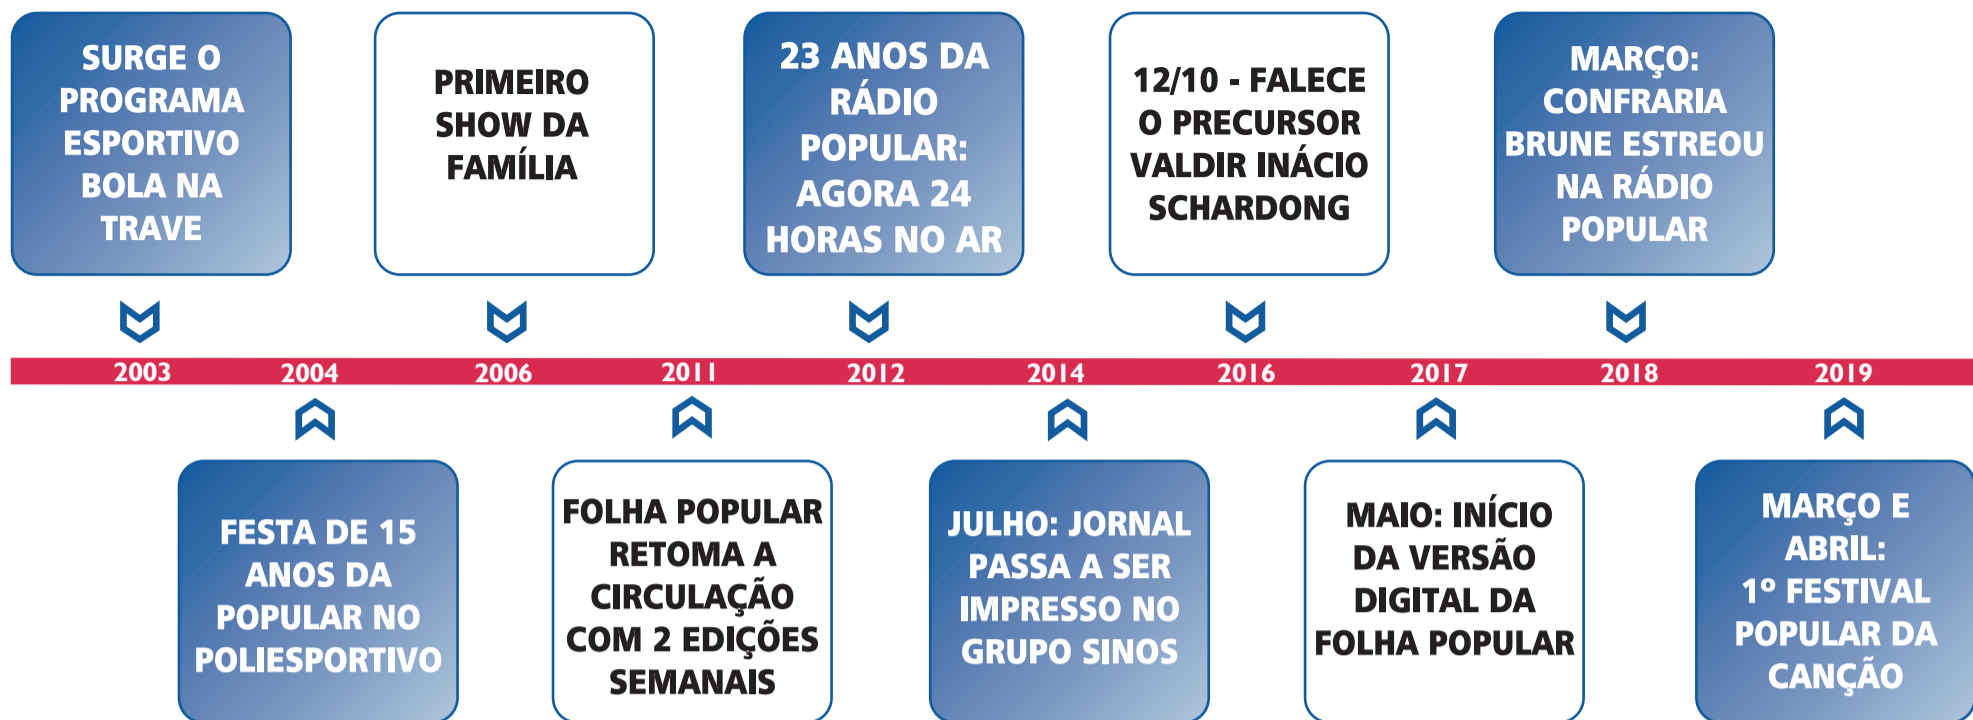 SURGE O
PROGRAMA
ESPORTIVO
BOLA NA
TRAVE
PRIMEIRO
SHOW DA
FAMÍLIA
23 ANOS DA
RÁDIO
POPULAR:
AGORA 24
HORAS NO AR
12/10 - FALECE
O PRECURSOR
VALDIR INÁCIO
SCHARDONG
MARÇO:
CONFRARIA
BRUNE ESTREOU
NA RÁDIO
POPULAR
2003 2004 2006 2011 2012 2014 2016 2017 2018 2019
FESTA DE 15
ANOS DA
POPULAR NO
POLIESPORTIVO
FOLHA POPULAR
RETOMA A
CIRCULAÇÃO
COM 2 EDIÇÕES
SEMANAIS
JULHO: JORNAL
PASSA A SER
IMPRESSO NO
GRUPO SINOS
MAIO: INÍCIO
DA VERSÃO
DIGITAL DA
FOLHA POPULAR
MARÇO E
ABRIL:
1º FESTIVAL
POPULAR DA
CANÇÃO